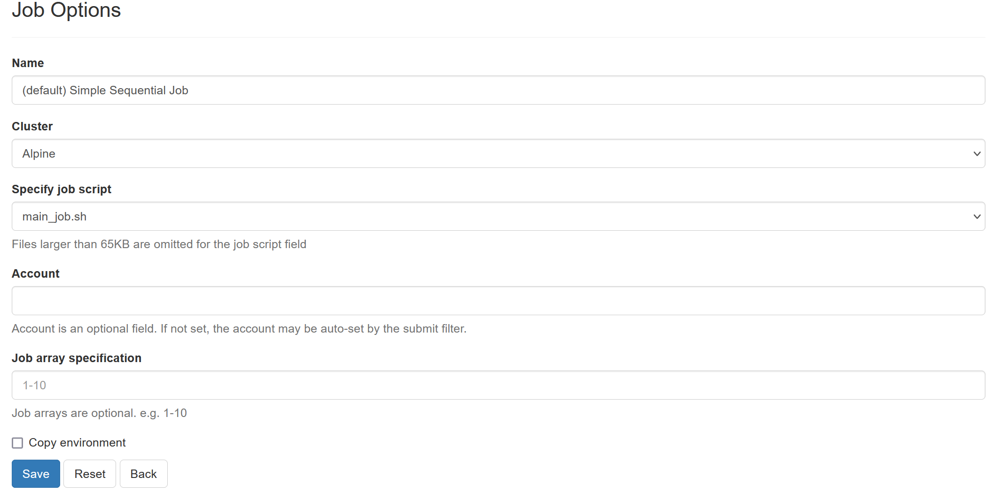 Job Options
Name
(default) Simple Sequential Job
Cluster
Alpine
Specify job script
main_job.sh
Files larger than 65KB are omitted for the job script field
Account
Account is an optional field. If not set, the account may be auto-set by the submit filter.
Job array specification
1-10
Job arrays are optional. e.g. 1-10
Copy environment
Save Reset Back